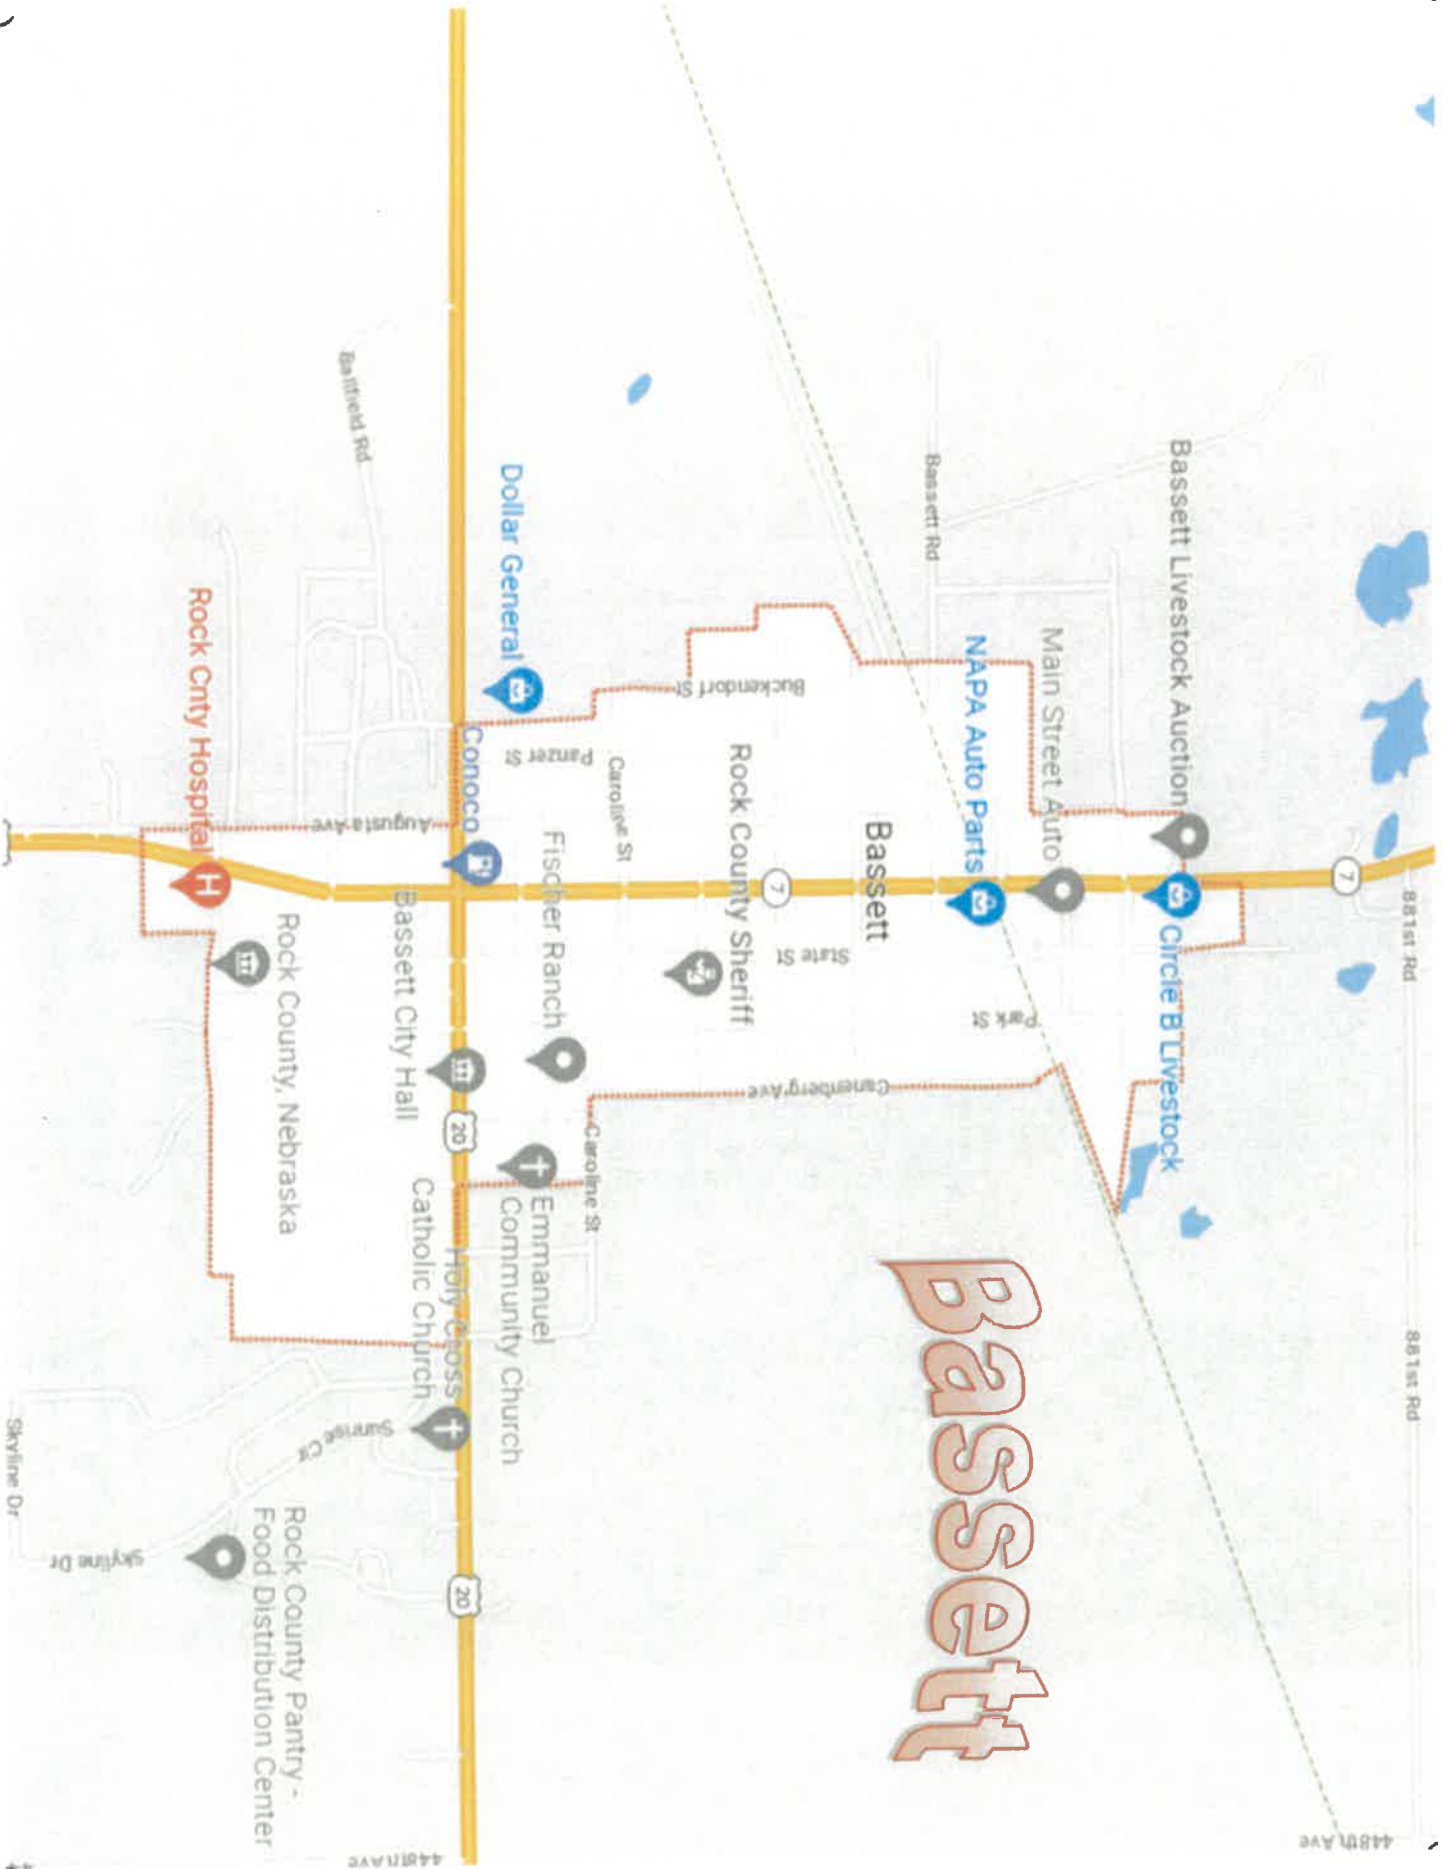 881st Rd
881st Rd
448th Ave
7
Bassett Livestock Auction
Circle B Livestock
Main Street Auto
NAPA Auto Parts
Park St
Bassett Rd
Bassett
Bassett
State St
Canenberg Ave
Buckendorf St
Rock County Sheriff
7
Caroline St
Caroline St
Panzer St
Fischer Ranch
Emmanuel
Community Church
Dollar General
Conoco
20
20
Holy Cross
Catholic Church
Bassett City Hall
448th Ave
Augusta Ave
Ballfield Rd
Sunrise Cir
Rock County, Nebraska
Rock County Pantry -
Food Distribution Center
Rock Cnty Hospital
Skyline Dr
Skyline Dr